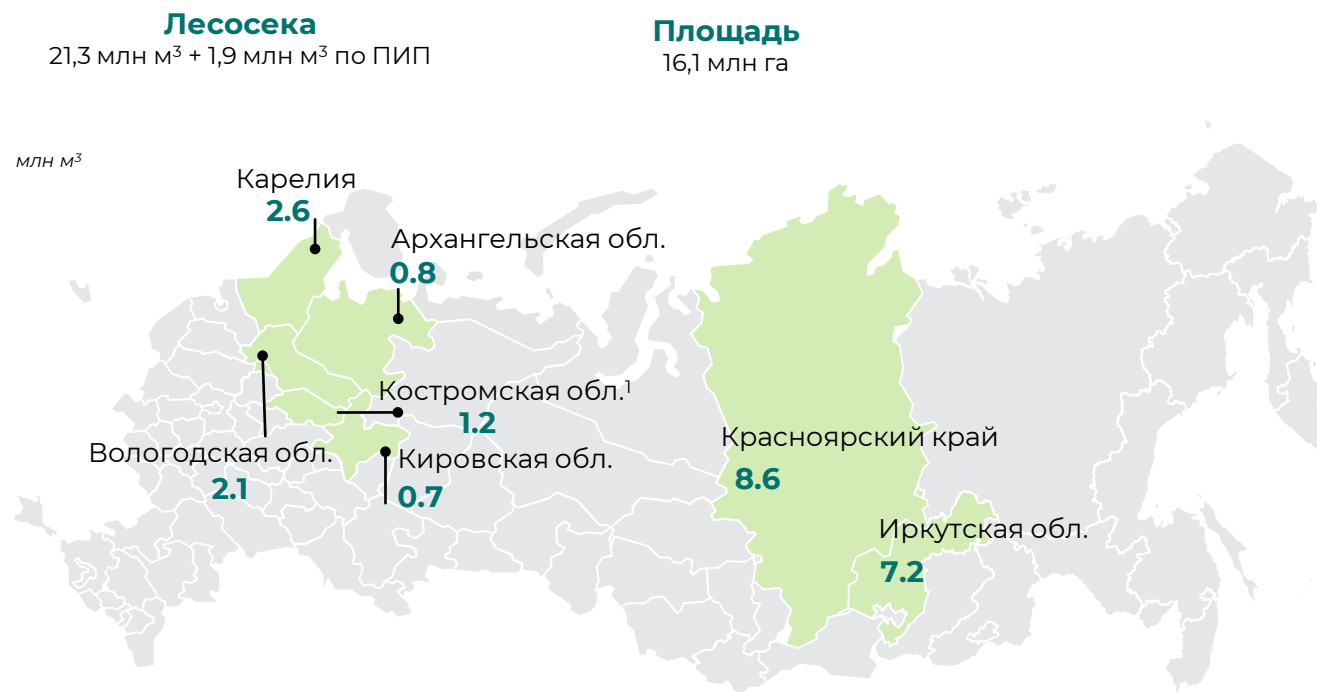 Лесосека
21,3 млн м³ + 1,9 млн м³ по ПИП
Площадь
16,1 млн га
млн м³
Карелия
2.6
Архангельская обл.
0.8
Костромская обл.¹
1.2
Вологодская обл.
2.1
Кировская обл.
0.7
Красноярский край
8.6
Иркутская обл.
7.2